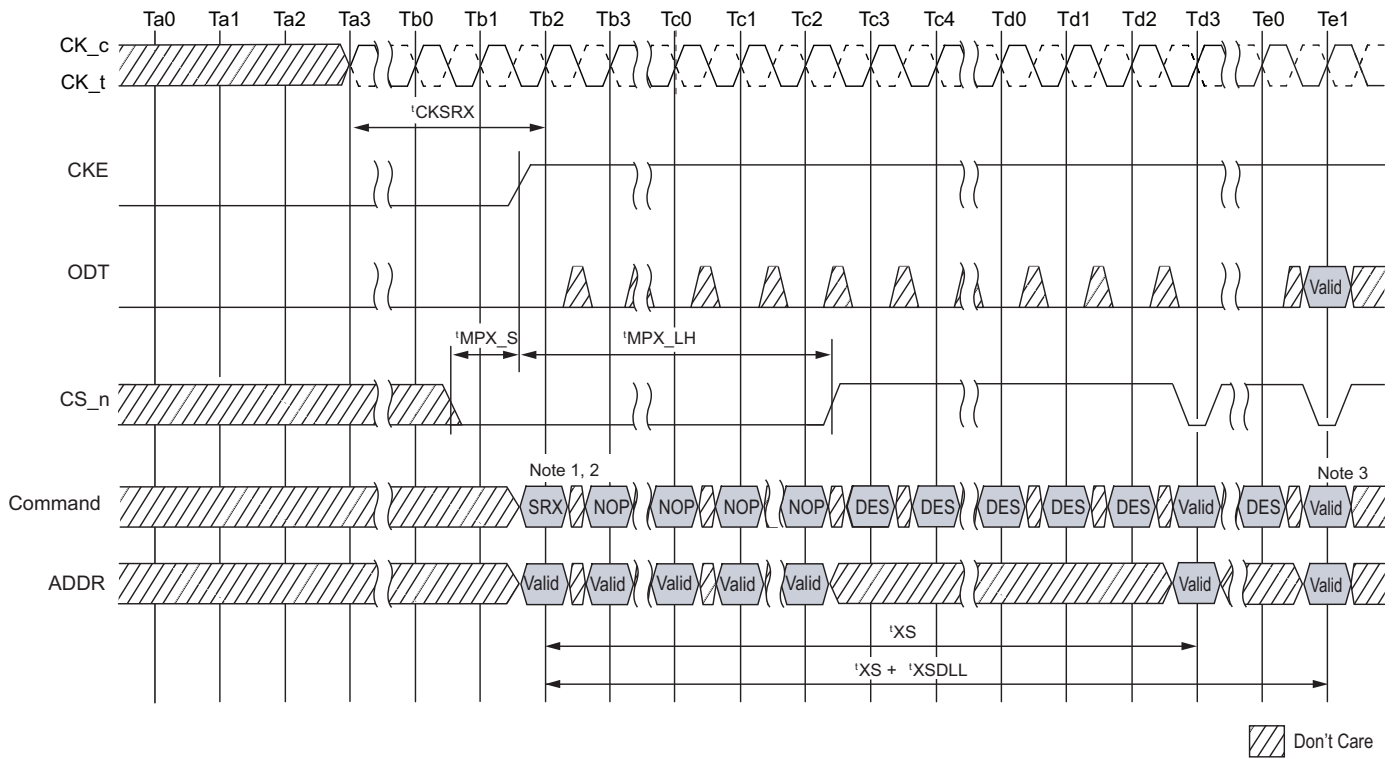 Ta0 Ta1 Ta2 Ta3 Tb0 Tb1 Tb2 Tb3 Tc0 Tc1 Tc2 Tc3 Tc4 Td0 Td1 Td2 Td3 Te0 Te1
CK_c
CK_t
tCKSRX
CKE
ODT
Valid
tMPX_S tMPX_LH
CS_n
Note 1, 2 Note 3
Command SRX NOP NOP NOP NOP DES DES DES DES DES Valid DES Valid
ADDR Valid Valid Valid Valid Valid Valid Valid
tXS
tXS + tXSDLL
Don't Care